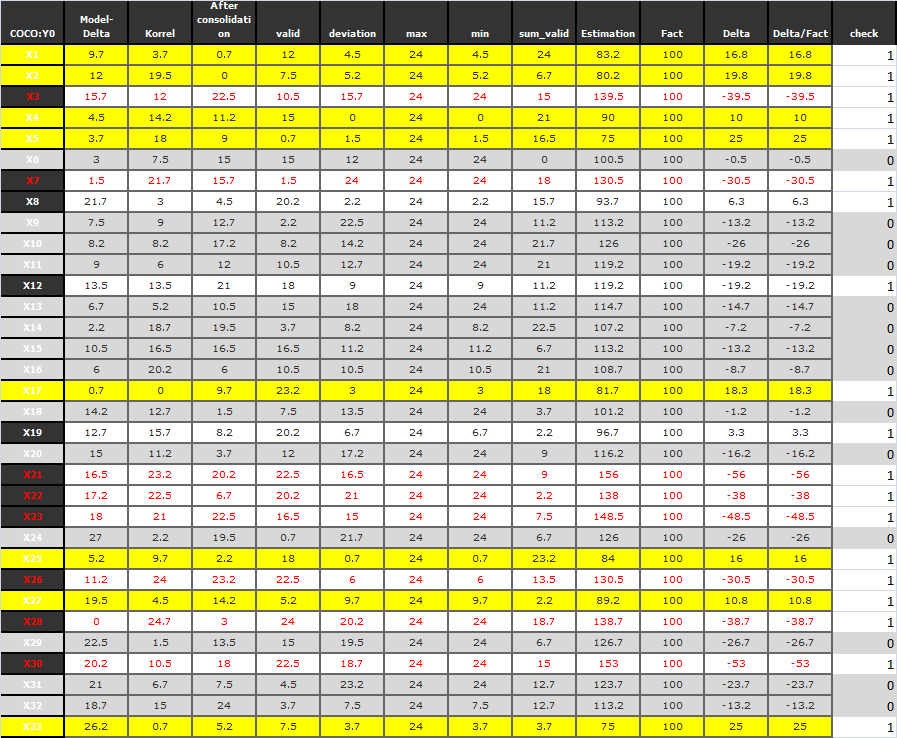 COCO:Y0 Model-Delta Korrel After consolidation valid deviation max min sum_valid Estimation Fact Delta Delta/Fact check
X1 9.7 3.7 0.7 12 4.5 24 4.5 24 83.2 100 16.8 16.8 1
X2 12 19.5 0 7.5 5.2 24 5.2 6.7 80.2 100 19.8 19.8 1
X3 15.7 12 22.5 10.5 15.7 24 24 15 139.5 100 -39.5 -39.5 1
X4 4.5 14.2 11.2 15 0 24 0 21 90 100 10 10 1
X5 3.7 18 9 0.7 1.5 24 1.5 16.5 75 100 25 25 1
X6 3 7.5 15 15 12 24 24 0 100.5 100 -0.5 -0.5 0
X7 1.5 21.7 15.7 1.5 24 24 24 18 130.5 100 -30.5 -30.5 1
X8 21.7 3 4.5 20.2 2.2 24 2.2 15.7 93.7 100 6.3 6.3 1
X9 7.5 9 12.7 2.2 22.5 24 24 11.2 113.2 100 -13.2 -13.2 0
X10 8.2 8.2 17.2 8.2 14.2 24 24 21.7 126 100 -26 -26 0
X11 9 6 12 10.5 12.7 24 24 21 119.2 100 -19.2 -19.2 0
X12 13.5 13.5 21 18 9 24 9 11.2 119.2 100 -19.2 -19.2 1
X13 6.7 5.2 10.5 15 18 24 24 11.2 114.7 100 -14.7 -14.7 0
X14 2.2 18.7 19.5 3.7 8.2 24 8.2 22.5 107.2 100 -7.2 -7.2 0
X15 10.5 16.5 16.5 16.5 11.2 24 11.2 6.7 113.2 100 -13.2 -13.2 0
X16 6 20.2 6 10.5 10.5 24 10.5 21 108.7 100 -8.7 -8.7 0
X17 0.7 0 9.7 23.2 3 24 3 18 81.7 100 18.3 18.3 1
X18 14.2 12.7 1.5 7.5 13.5 24 24 3.7 101.2 100 -1.2 -1.2 0
X19 12.7 15.7 8.2 20.2 6.7 24 6.7 2.2 96.7 100 3.3 3.3 1
X20 15 11.2 3.7 12 17.2 24 24 9 116.2 100 -16.2 -16.2 0
X21 16.5 23.2 20.2 22.5 16.5 24 24 9 156 100 -56 -56 1
X22 17.2 22.5 6.7 20.2 21 24 24 2.2 138 100 -38 -38 1
X23 18 21 22.5 16.5 15 24 24 7.5 148.5 100 -48.5 -48.5 1
X24 27 2.2 19.5 0.7 21.7 24 24 6.7 126 100 -26 -26 0
X25 5.2 9.7 2.2 18 0.7 24 0.7 23.2 84 100 16 16 1
X26 11.2 24 23.2 22.5 6 24 6 13.5 130.5 100 -30.5 -30.5 1
X27 19.5 4.5 14.2 5.2 9.7 24 9.7 2.2 89.2 100 10.8 10.8 1
X28 0 24.7 3 24 20.2 24 24 18.7 138.7 100 -38.7 -38.7 1
X29 22.5 1.5 13.5 15 19.5 24 24 6.7 126.7 100 -26.7 -26.7 0
X30 20.2 10.5 18 22.5 18.7 24 24 15 153 100 -53 -53 1
X31 21 6.7 7.5 4.5 23.2 24 24 12.7 123.7 100 -23.7 -23.7 0
X32 18.7 15 24 3.7 7.5 24 7.5 12.7 113.2 100 -13.2 -13.2 0
X33 26.2 0.7 5.2 7.5 3.7 24 3.7 3.7 75 100 25 25 1